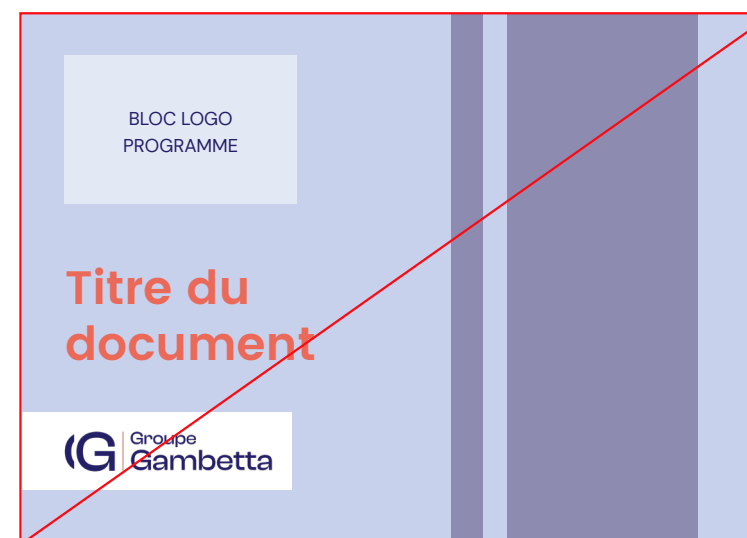 BLOC LOGO
PROGRAMME
Titre du
document
Groupe
Gambetta